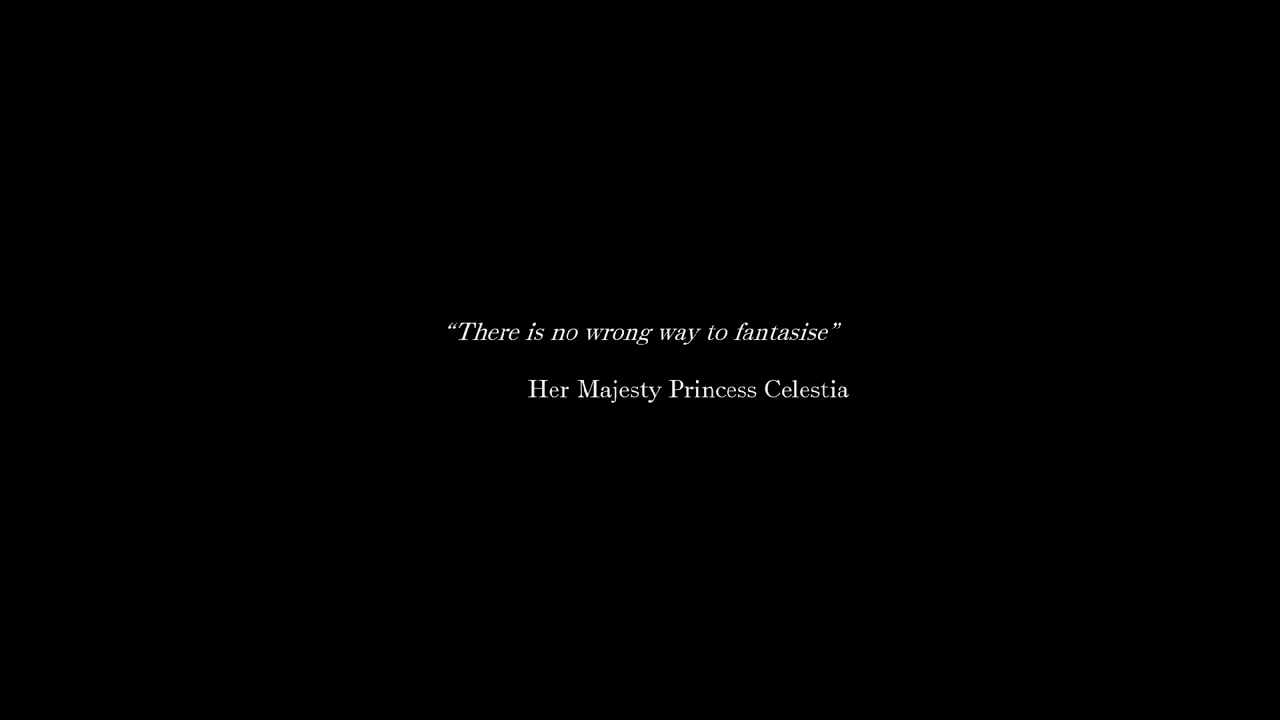 “There is no wrong way to fantasise”
Her Majesty Princess Celestia